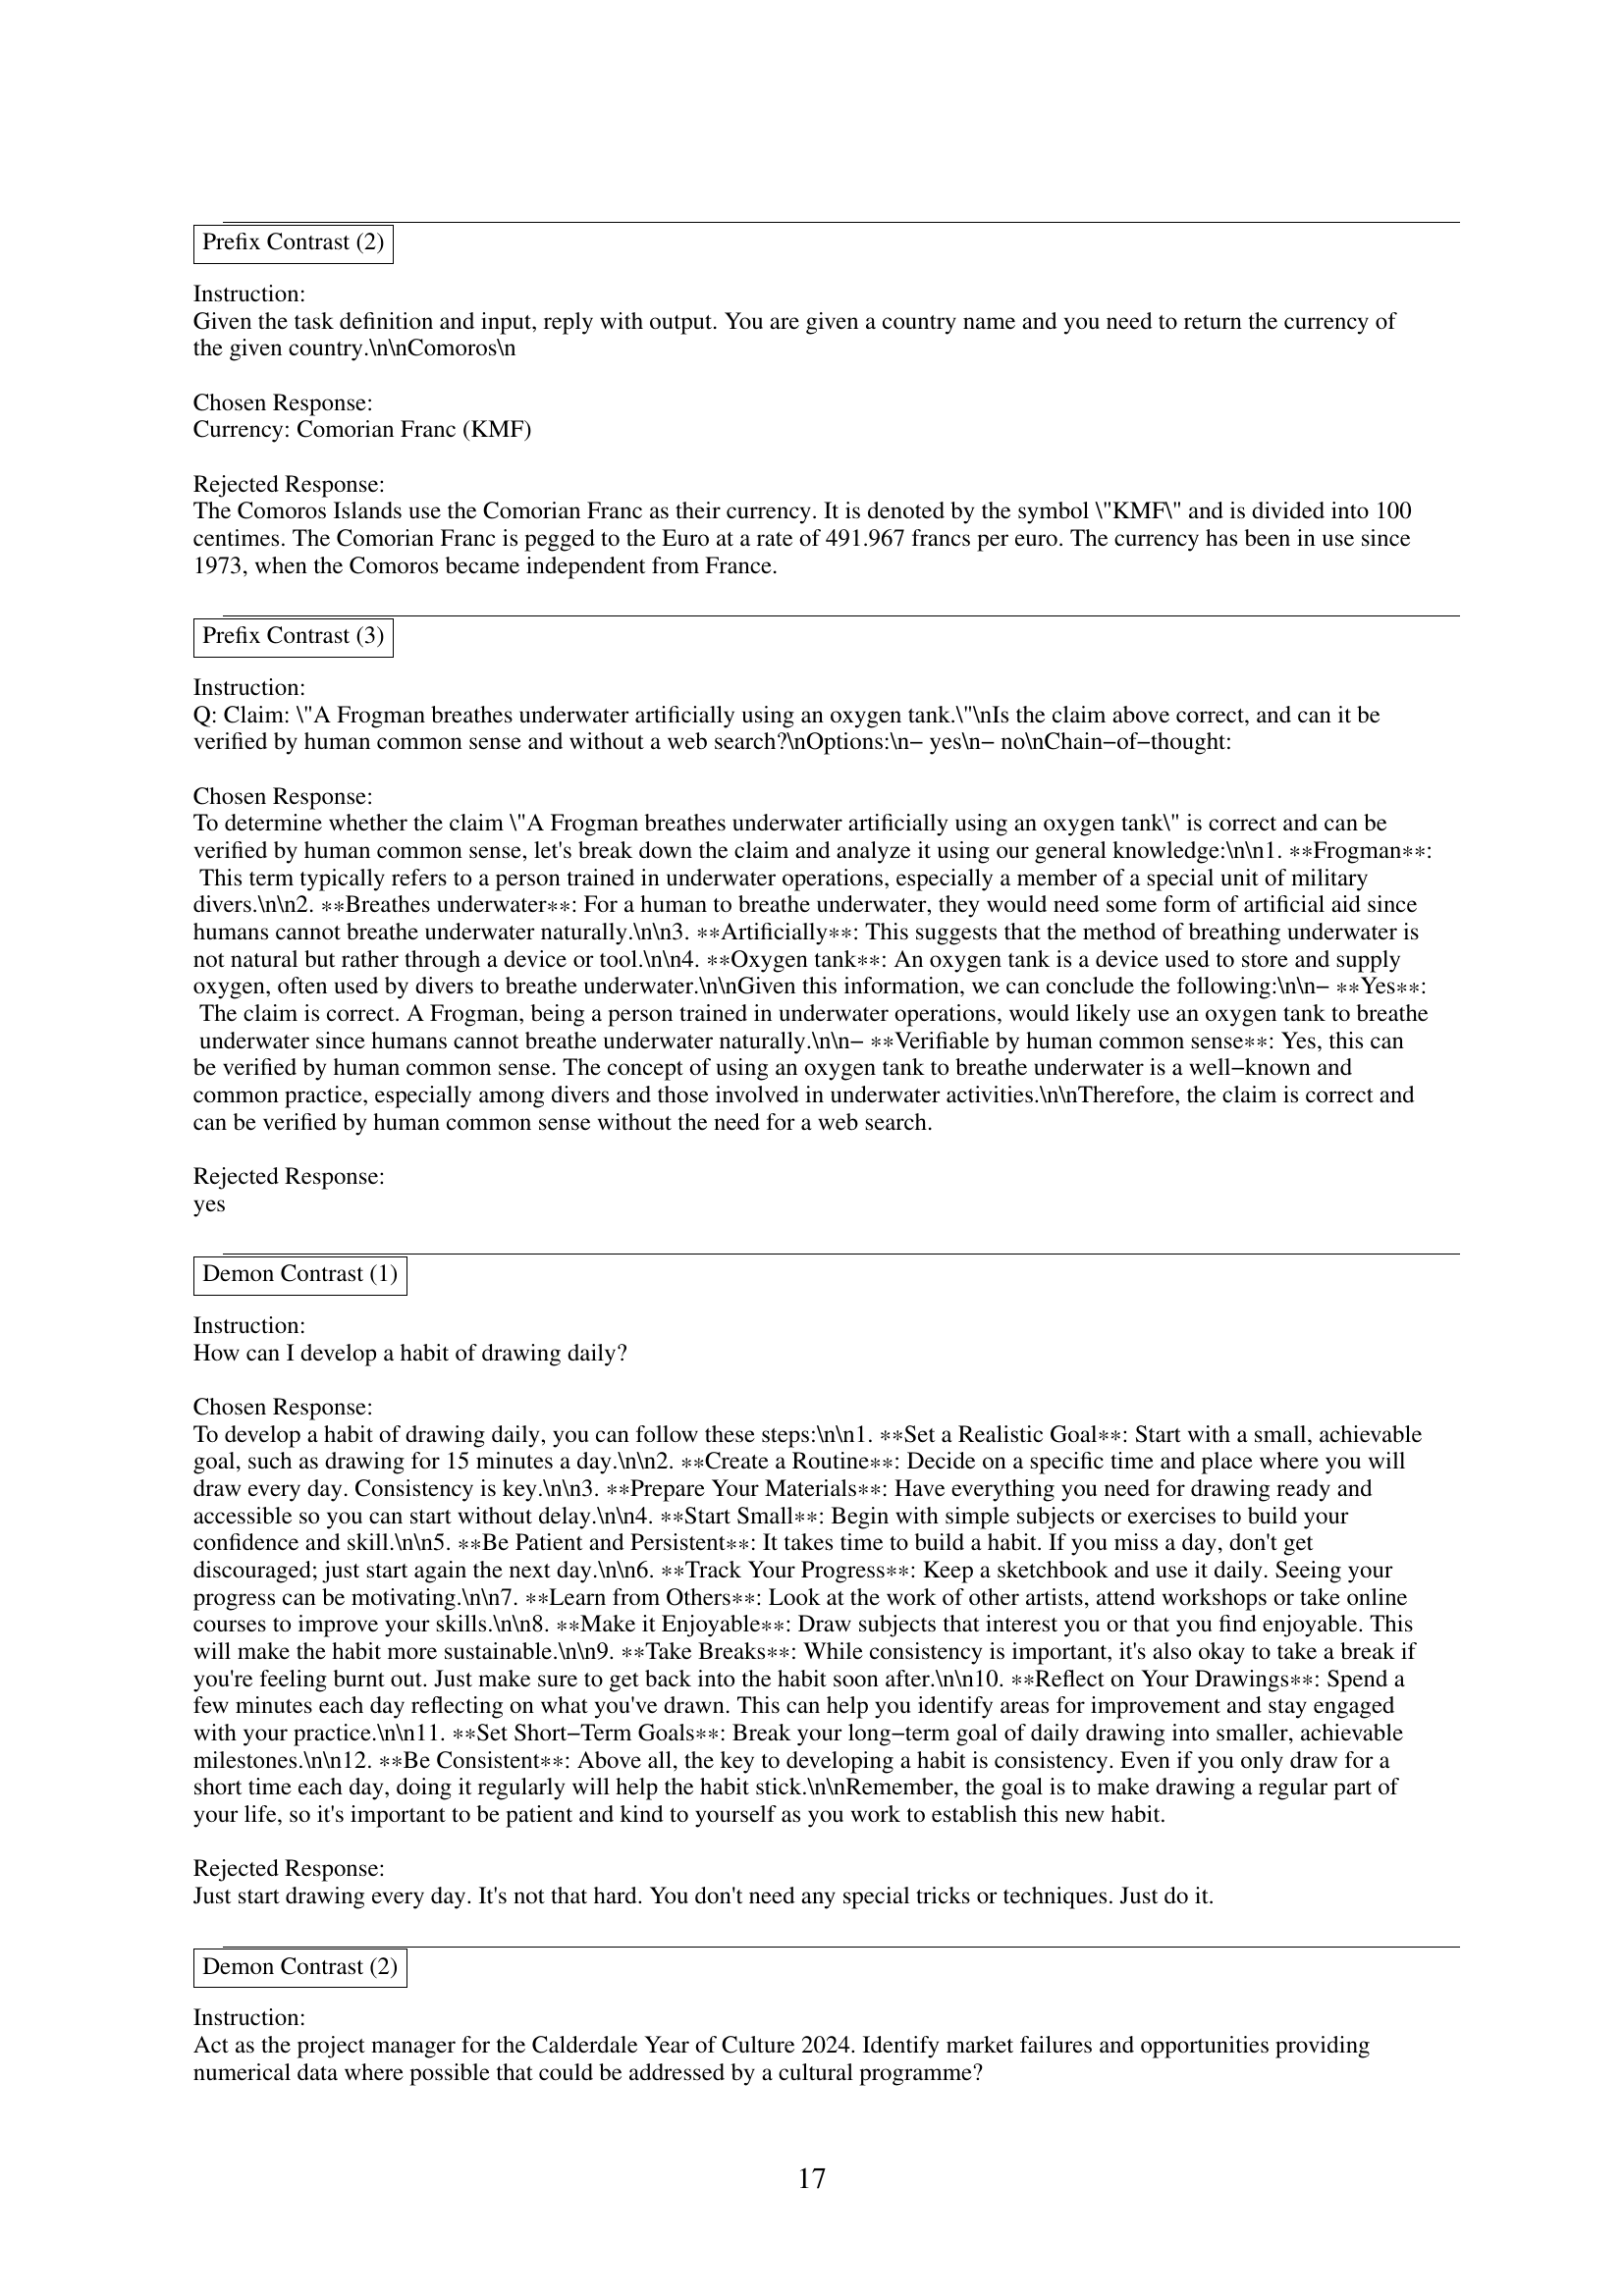 Prefix Contrast (2)
Instruction:
Given the task definition and input, reply with output. You are given a country name and you need to return the currency of
the given country.\n\nComoros\n
Chosen Response:
Currency: Comorian Franc (KMF)
Rejected Response:
The Comoros Islands use the Comorian Franc as their currency. It is denoted by the symbol \"KMF\" and is divided into 100
centimes. The Comorian Franc is pegged to the Euro at a rate of 491.967 francs per euro. The currency has been in use since
1973, when the Comoros became independent from France.
Prefix Contrast (3)
Instruction:
Q: Claim: \"A Frogman breathes underwater artificially using an oxygen tank.\"\nIs the claim above correct, and can it be
verified by human common sense and without a web search?\nOptions:\n− yes\n− no\nChain−of−thought:
Chosen Response:
To determine whether the claim \"A Frogman breathes underwater artificially using an oxygen tank\" is correct and can be
verified by human common sense, let's break down the claim and analyze it using our general knowledge:\n\n1. **Frogman**:
This term typically refers to a person trained in underwater operations, especially a member of a special unit of military
divers.\n\n2. **Breathes underwater**: For a human to breathe underwater, they would need some form of artificial aid since
humans cannot breathe underwater naturally.\n\n3. **Artificially**: This suggests that the method of breathing underwater is
not natural but rather through a device or tool.\n\n4. **Oxygen tank**: An oxygen tank is a device used to store and supply
oxygen, often used by divers to breathe underwater.\n\nGiven this information, we can conclude the following:\n\n− **Yes**:
The claim is correct. A Frogman, being a person trained in underwater operations, would likely use an oxygen tank to breathe
underwater since humans cannot breathe underwater naturally.\n\n− **Verifiable by human common sense**: Yes, this can
be verified by human common sense. The concept of using an oxygen tank to breathe underwater is a well−known and
common practice, especially among divers and those involved in underwater activities.\n\nTherefore, the claim is correct and
can be verified by human common sense without the need for a web search.
Rejected Response:
yes
Demon Contrast (1)
Instruction:
How can I develop a habit of drawing daily?
Chosen Response:
To develop a habit of drawing daily, you can follow these steps:\n\n1. **Set a Realistic Goal**: Start with a small, achievable
goal, such as drawing for 15 minutes a day.\n\n2. **Create a Routine**: Decide on a specific time and place where you will
draw every day. Consistency is key.\n\n3. **Prepare Your Materials**: Have everything you need for drawing ready and
accessible so you can start without delay.\n\n4. **Start Small**: Begin with simple subjects or exercises to build your
confidence and skill.\n\n5. **Be Patient and Persistent**: It takes time to build a habit. If you miss a day, don't get
discouraged; just start again the next day.\n\n6. **Track Your Progress**: Keep a sketchbook and use it daily. Seeing your
progress can be motivating.\n\n7. **Learn from Others**: Look at the work of other artists, attend workshops or take online
courses to improve your skills.\n\n8. **Make it Enjoyable**: Draw subjects that interest you or that you find enjoyable. This
will make the habit more sustainable.\n\n9. **Take Breaks**: While consistency is important, it's also okay to take a break if
you're feeling burnt out. Just make sure to get back into the habit soon after.\n\n10. **Reflect on Your Drawings**: Spend a
few minutes each day reflecting on what you've drawn. This can help you identify areas for improvement and stay engaged
with your practice.\n\n11. **Set Short−Term Goals**: Break your long−term goal of daily drawing into smaller, achievable
milestones.\n\n12. **Be Consistent**: Above all, the key to developing a habit is consistency. Even if you only draw for a
short time each day, doing it regularly will help the habit stick.\n\nRemember, the goal is to make drawing a regular part of
your life, so it's important to be patient and kind to yourself as you work to establish this new habit.
Rejected Response:
Just start drawing every day. It's not that hard. You don't need any special tricks or techniques. Just do it.
Demon Contrast (2)
Instruction:
Act as the project manager for the Calderdale Year of Culture 2024. Identify market failures and opportunities providing
numerical data where possible that could be addressed by a cultural programme?
17